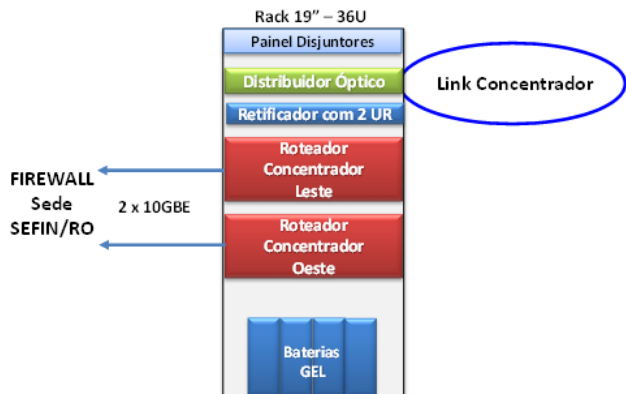 Rack 19” – 36U
Painel Disjuntores
Distribuidor Óptico
Link Concentrador
Retificador com 2 UR
Roteador
Concentrador
Leste
FIREWALL
Sede
SEFIN/RO
2 x 10GBE
Roteador
Concentrador
Oeste
Baterias
GEL